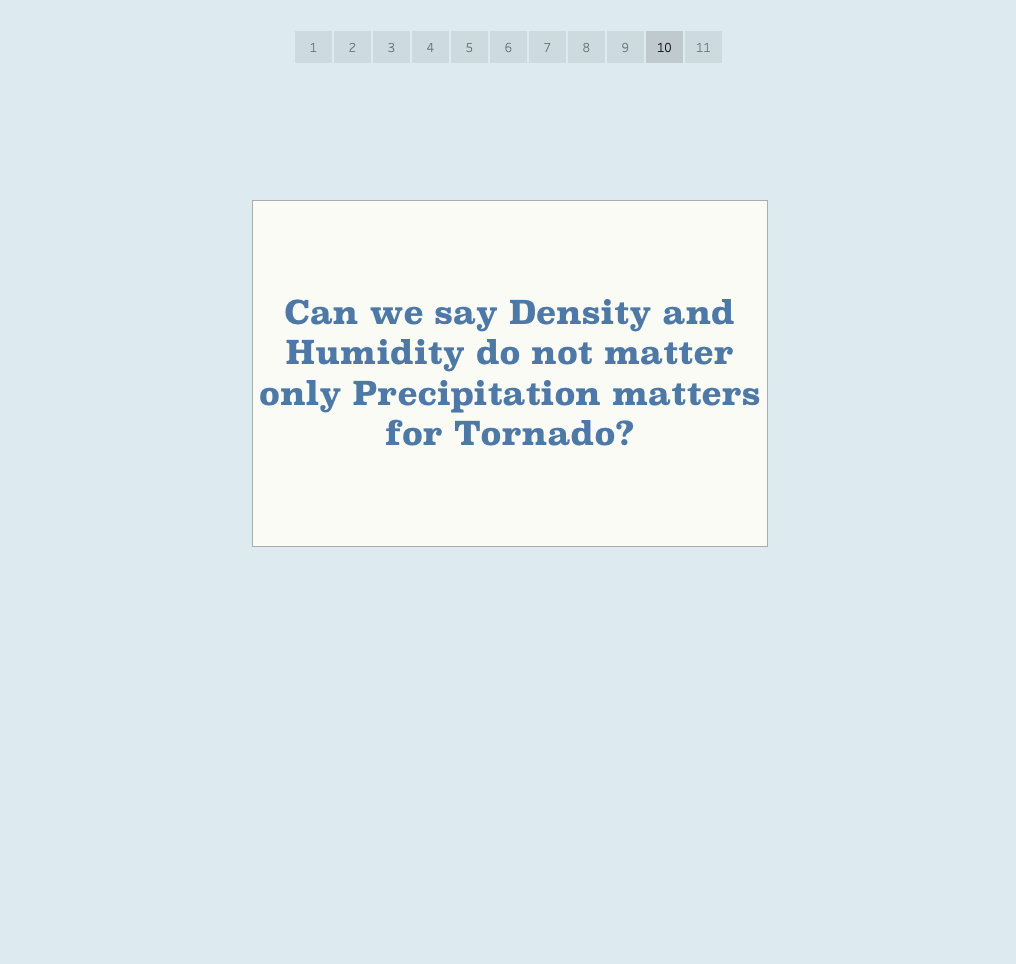 1 2 3 4 5 6 7 8 9 10 11
Can we say Density and
Humidity do not matter
only Precipitation matters
for Tornado?